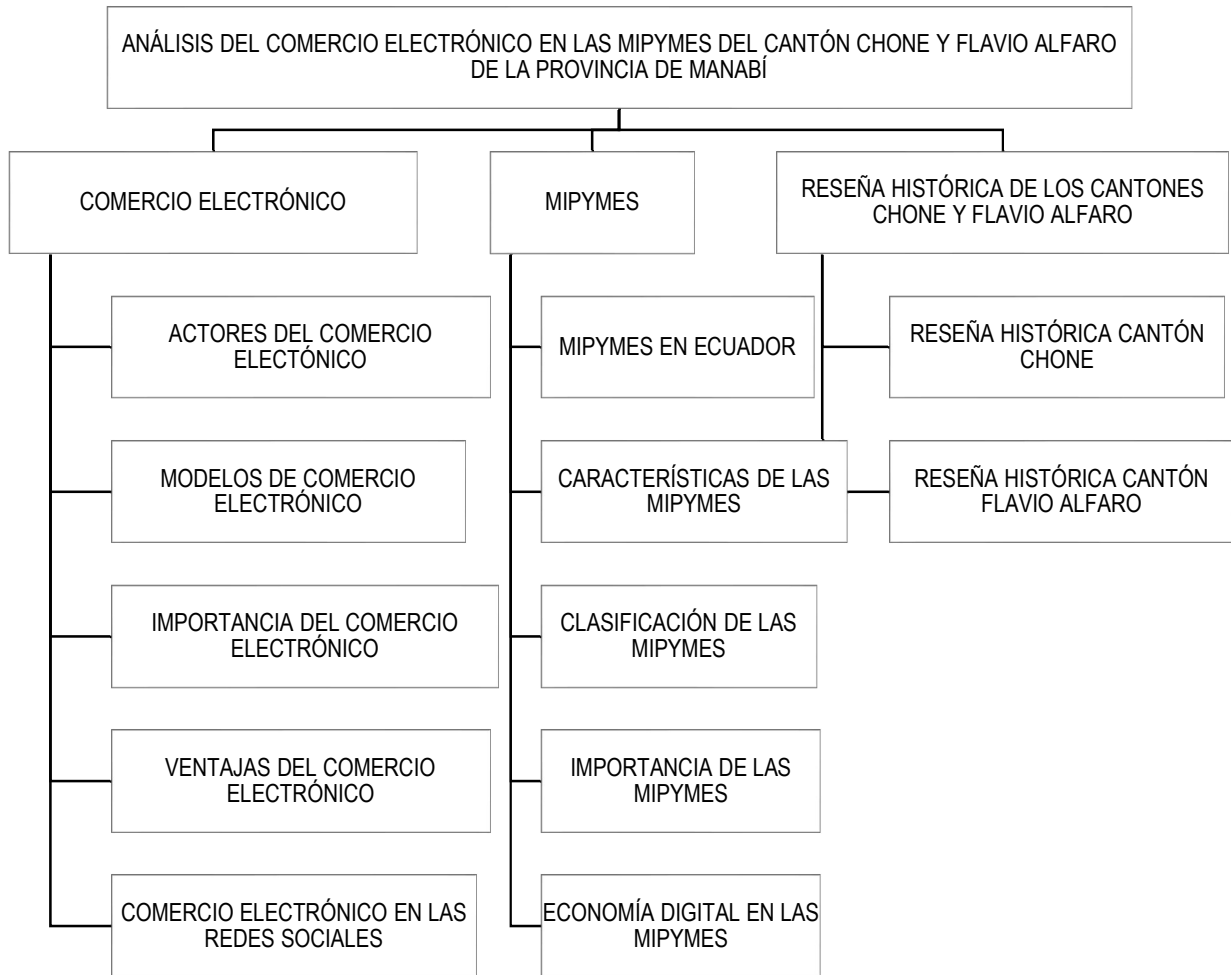 ANÁLISIS DEL COMERCIO ELECTRÓNICO EN LAS MIPYMES DEL CANTÓN CHONE Y FLAVIO ALFARO
DE LA PROVINCIA DE MANABÍ
COMERCIO ELECTRÓNICO
ACTORES DEL COMERCIO
ELECTÓNICO
MODELOS DE COMERCIO
ELECTRÓNICO
IMPORTANCIA DEL COMERCIO
ELECTRÓNICO
VENTAJAS DEL COMERCIO
ELECTRÓNICO
COMERCIO ELECTRÓNICO EN LAS
REDES SOCIALES
MIPYMES
MIPYMES EN ECUADOR
CARACTERÍSTICAS DE LAS
MIPYMES
CLASIFICACIÓN DE LAS
MIPYMES
IMPORTANCIA DE LAS
MIPYMES
ECONOMÍA DIGITAL EN LAS
MIPYMES
RESEÑA HISTÓRICA DE LOS CANTONES
CHONE Y FLAVIO ALFARO
RESEÑA HISTÓRICA CANTÓN
CHONE
RESEÑA HISTÓRICA CANTÓN
FLAVIO ALFARO